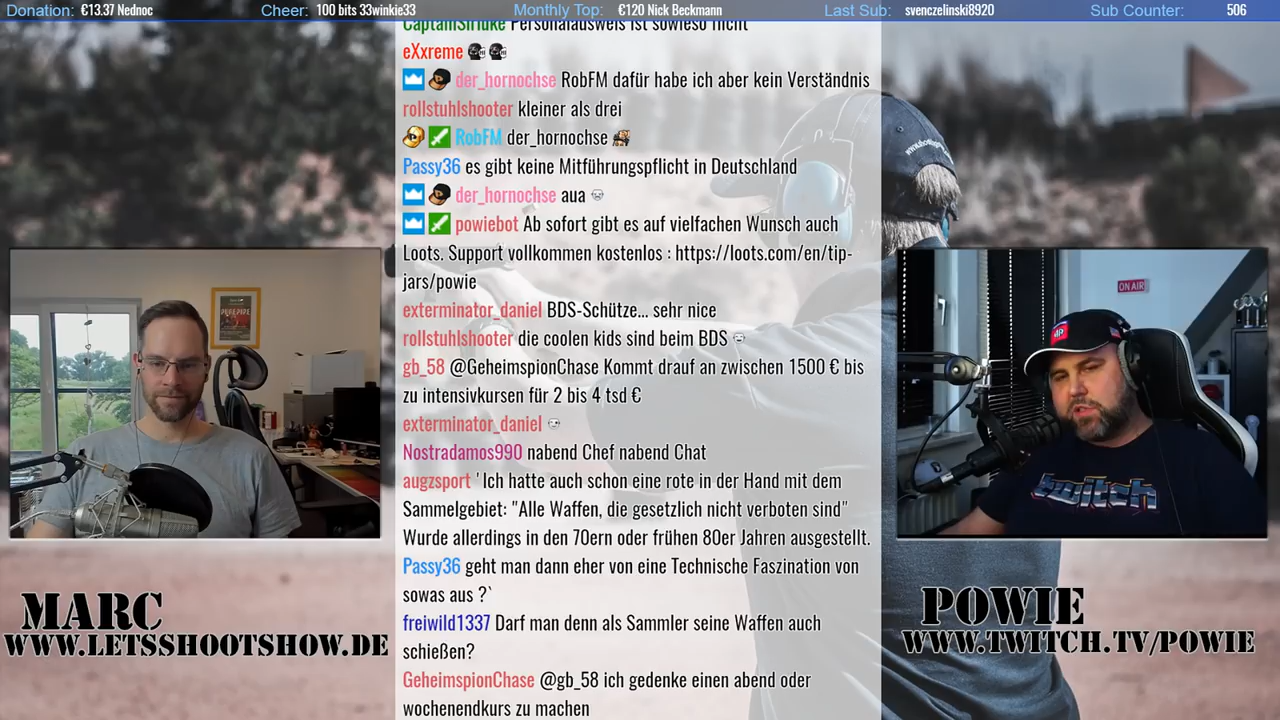 Donation: €13.37 Nednoc Cheer: 100 bits 33winkie33 Monthly Top: €120 Nick Beckmann Last Sub: svenczelinski8920 Sub Counter: 506
Personalausweis ist sowieso nicht
eXxreme
der_hornochse RobFM dafür habe ich aber kein Verständnis
rollstuhlshooter kleiner als drei
RobFM der_hornochse
Passy36 es gibt keine Mitführungspflicht in Deutschland
der_hornochse aua
powiebot Ab sofort gibt es auf vielfachen Wunsch auch
Loots. Support vollkommen kostenlos : https://loots.com/en/tip-
jars/powie
exterminator_daniel BDS-Schütze... sehr nice
rollstuhlshooter die coolen kids sind beim BDS
gb_58 @GeheimspionChase Kommt drauf an zwischen 1500 € bis
zu intensivkursen für 2 bis 4 tsd €
exterminator_daniel
Nostradamos990 nabend Chef nabend Chat
augzsport 'Ich hatte auch schon eine rote in der Hand mit dem
Sammelgebiet: "Alle Waffen, die gesetzlich nicht verboten sind"
Wurde allerdings in den 70ern oder frühen 80er Jahren ausgestellt.
Passy36 geht man dann eher von eine Technische Faszination von
sowas aus ?`
freiwild1337 Darf man denn als Sammler seine Waffen auch
schießen?
GeheimspionChase @gb_58 ich gedenke einen abend oder
wochenendkurs zu machen
MARC
WWW.LETSSHOOTSHOW.DE
ON AIR
twitch
POWIE
WWW.TWITCH.TV/POWIE